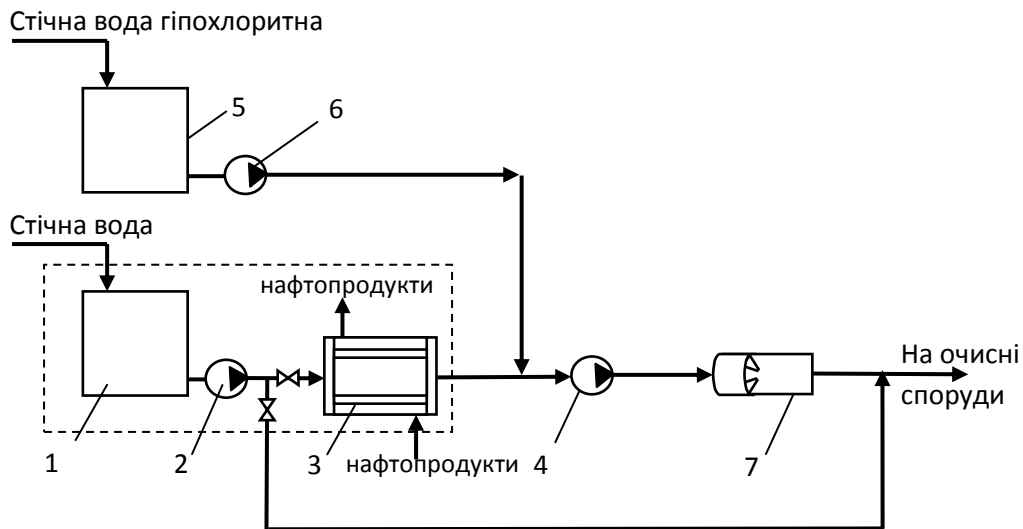 Стічна вода гіпохлоритна
5
6
Стічна вода
нафтопродукти
На очисні
споруди
1
2
3
нафтопродукти
4
7